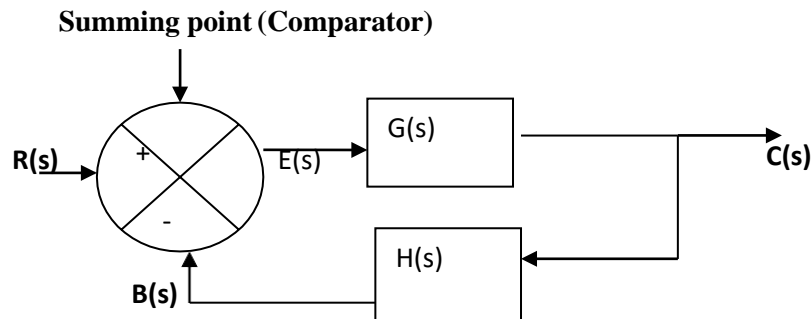 Summing point (Comparator)
G(s)
R(s)
+
E(s)
C(s)
-
H(s)
B(s)